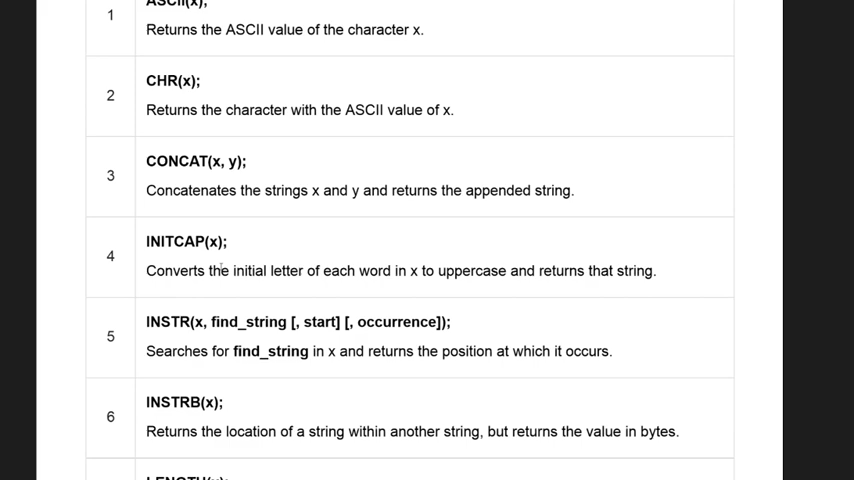 ASCII(x);
1
Returns the ASCII value of the character x.
CHR(x);
2
Returns the character with the ASCII value of x.
CONCAT(x, y);
3
Concatenates the strings x and y and returns the appended string.
INITCAP(x);
4
Converts the initial letter of each word in x to uppercase and returns that string.
INSTR(x, find_string [, start] [, occurrence]);
5
Searches for find_string in x and returns the position at which it occurs.
INSTRB(x);
6
Returns the location of a string within another string, but returns the value in bytes.